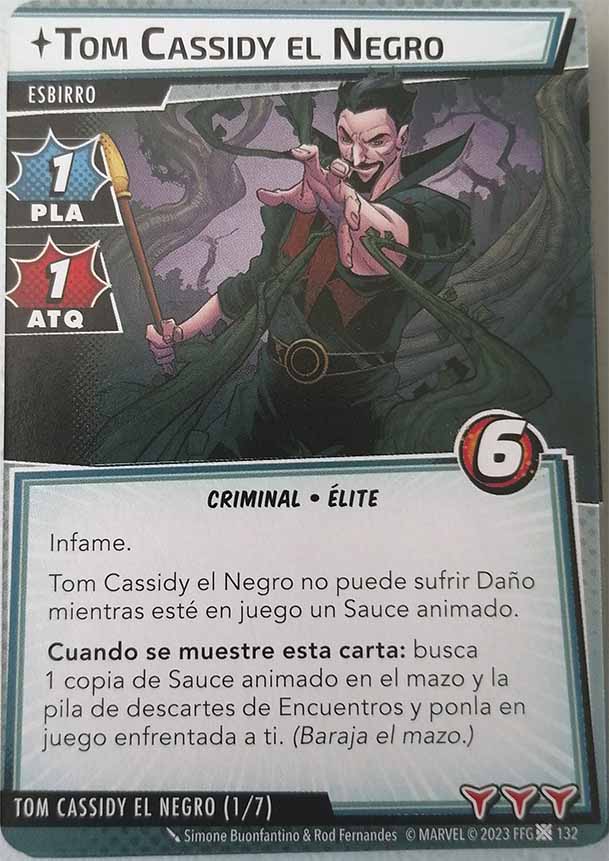 TOM CASSIDY EL NEGRO
ESBIRRO
1
PLA
1
ATQ
6
CRIMINAL • ÉLITE
Infame.
Tom Cassidy el Negro no puede sufrir Daño
mientras esté en juego un Sauce animado.
Cuando se muestre esta carta: busca
1 copia de Sauce animado en el mazo y la
pila de descartes de Encuentros y ponla en
juego enfrentada a ti. (Baraja el mazo.)
TOM CASSIDY EL NEGRO (1/7)
Simone Buonfantino & Rod Fernandes © MARVEL © 2023 FFG 132